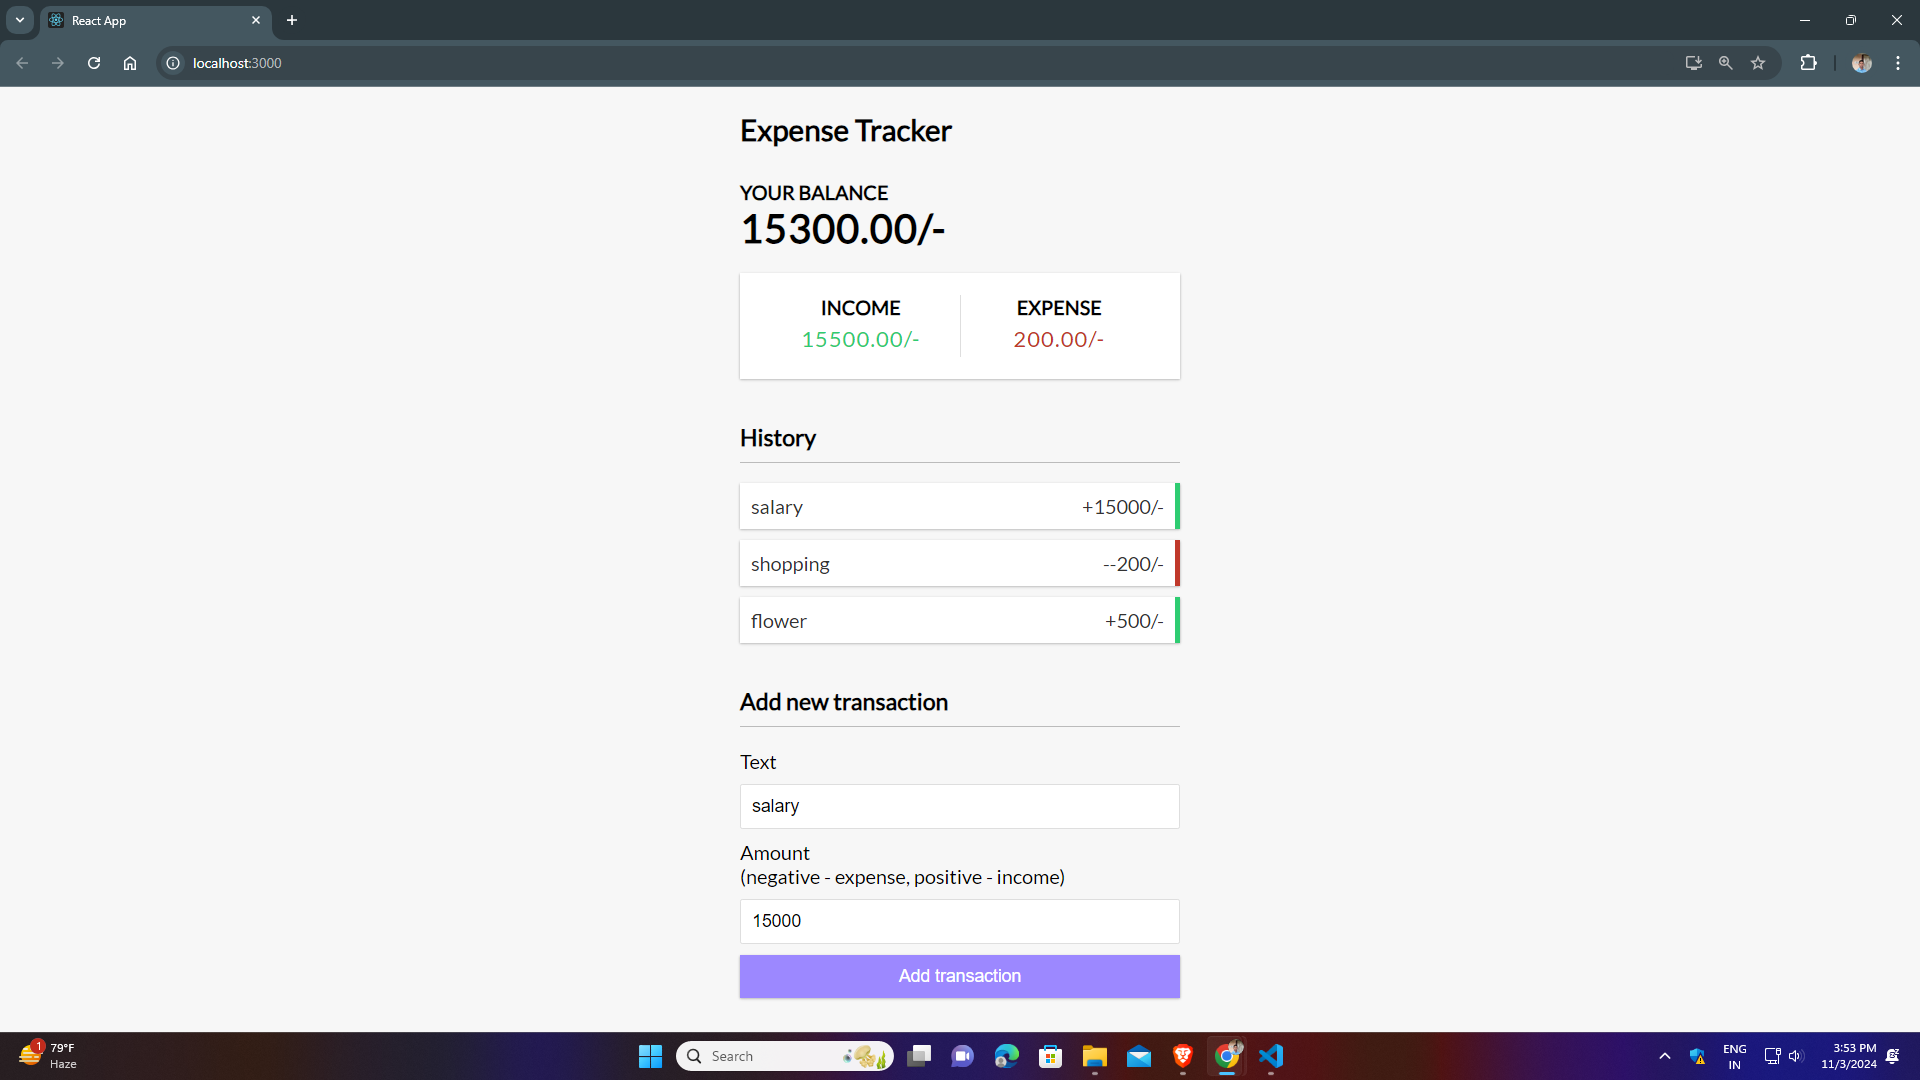 React App
localhost:3000
Expense Tracker
YOUR BALANCE
15300.00/-
INCOME EXPENSE
15500.00/- 200.00/-
History
salary +15000/-
shopping --200/-
flower +500/-
Add new transaction
Text
salary
Amount
(negative - expense, positive - income)
15000
Add transaction
1 79°F
Haze
Search
ENG
IN
3:53 PM
11/3/2024